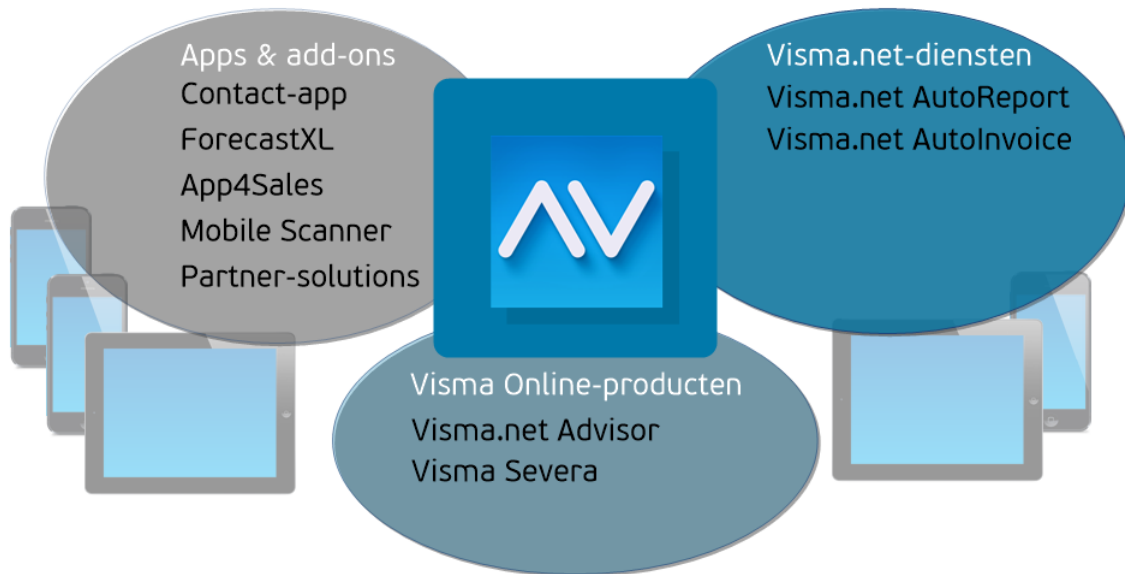 Apps & add-ons
Contact-app
ForecastXL
App4Sales
Mobile Scanner
Partner-solutions
Visma.net-diensten
Visma.net AutoReport
Visma.net AutoInvoice
Visma Online-producten
Visma.net Advisor
Visma Severa